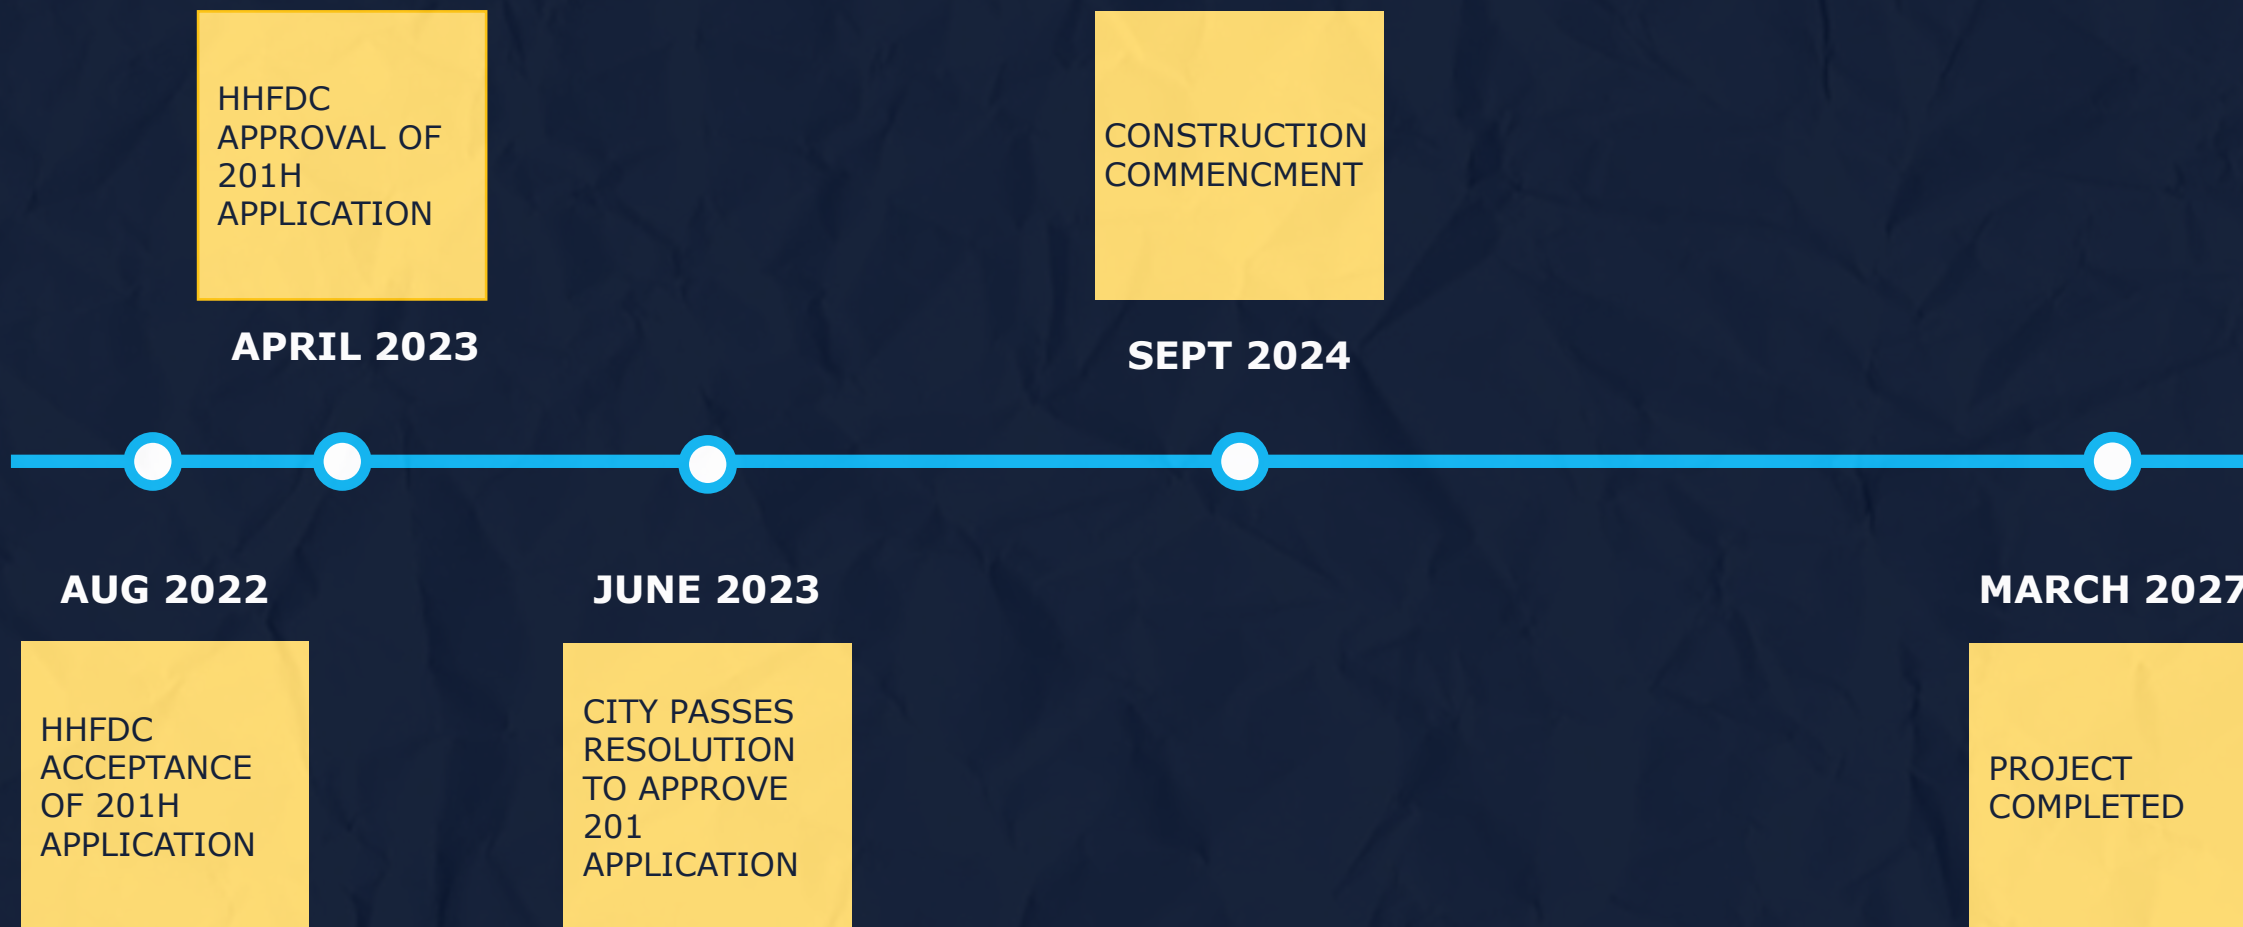 HHFDC
APPROVAL OF
201H
APPLICATION
CONSTRUCTION
COMMENCMENT
APRIL 2023
SEPT 2024
AUG 2022
JUNE 2023
MARCH 2027
HHFDC
ACCEPTANCE
OF 201H
APPLICATION
CITY PASSES
RESOLUTION
TO APPROVE
201
APPLICATION
PROJECT
COMPLETED